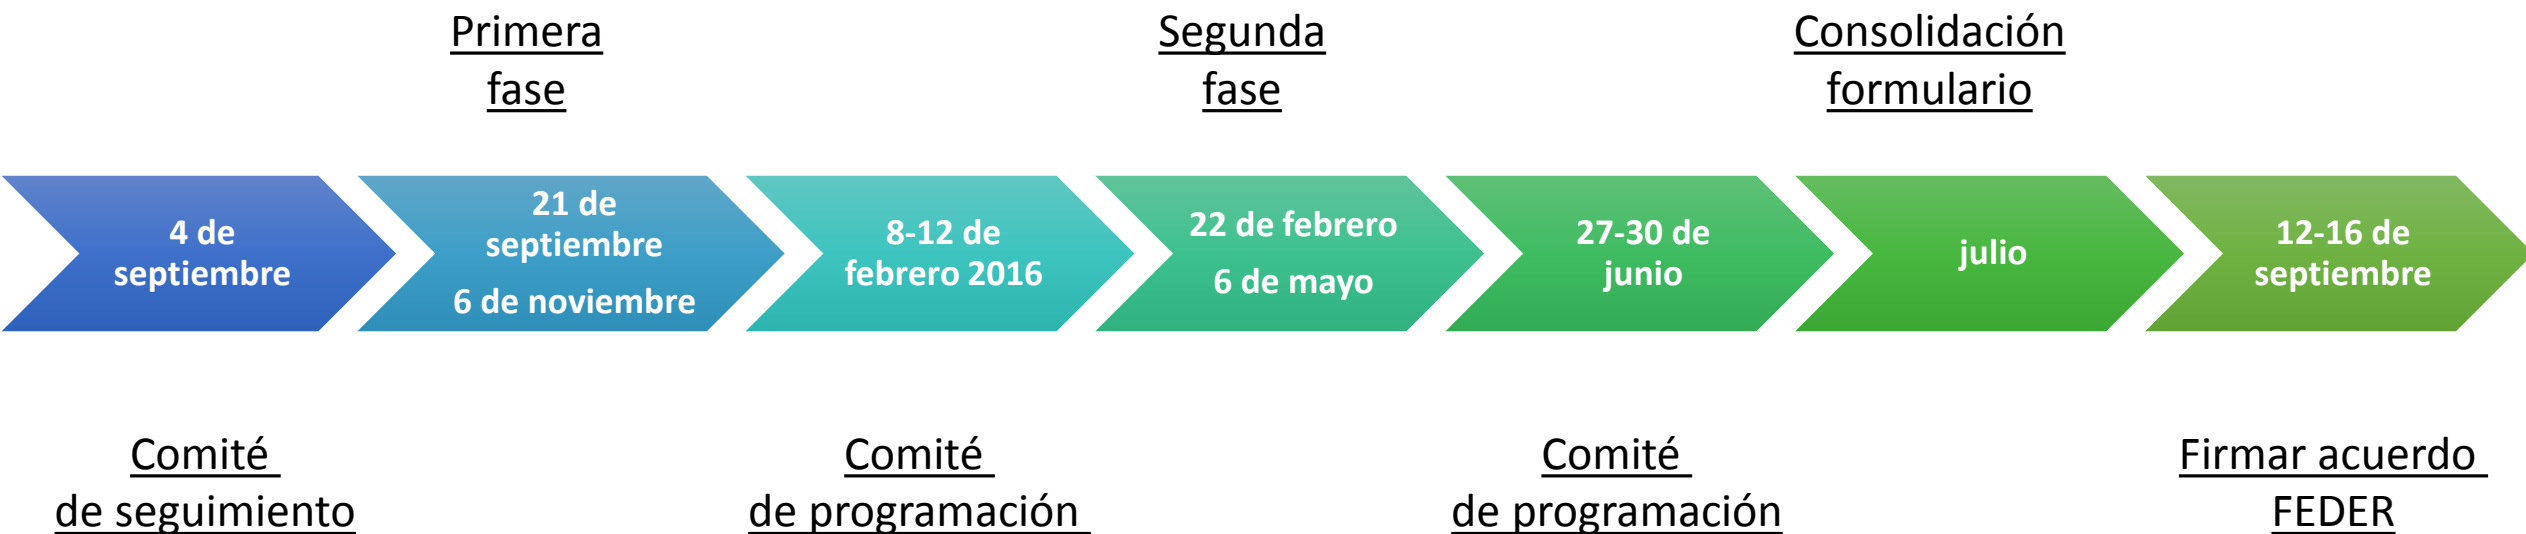 Primera
fase
Segunda
fase
Consolidación
formulario
4 de
septiembre
21 de
septiembre
6 de noviembre
8-12 de
febrero 2016
22 de febrero
6 de mayo
27-30 de
junio
julio
12-16 de
septiembre
Comité
de seguimiento
Comité
de programación
Comité
de programación
Firmar acuerdo
FEDER